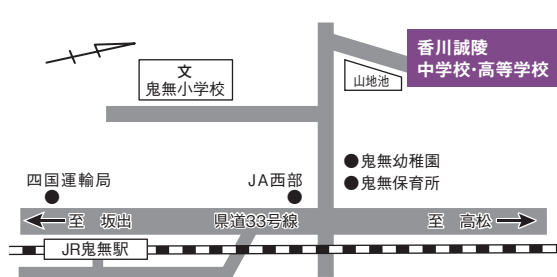 香川誠陵
中学校・高等学校
文
鬼無小学校
山地池
●鬼無幼稚園
●鬼無保育所
四国運輸局
JA西部
至 坂出
県道33号線
至 高松
JR鬼無駅